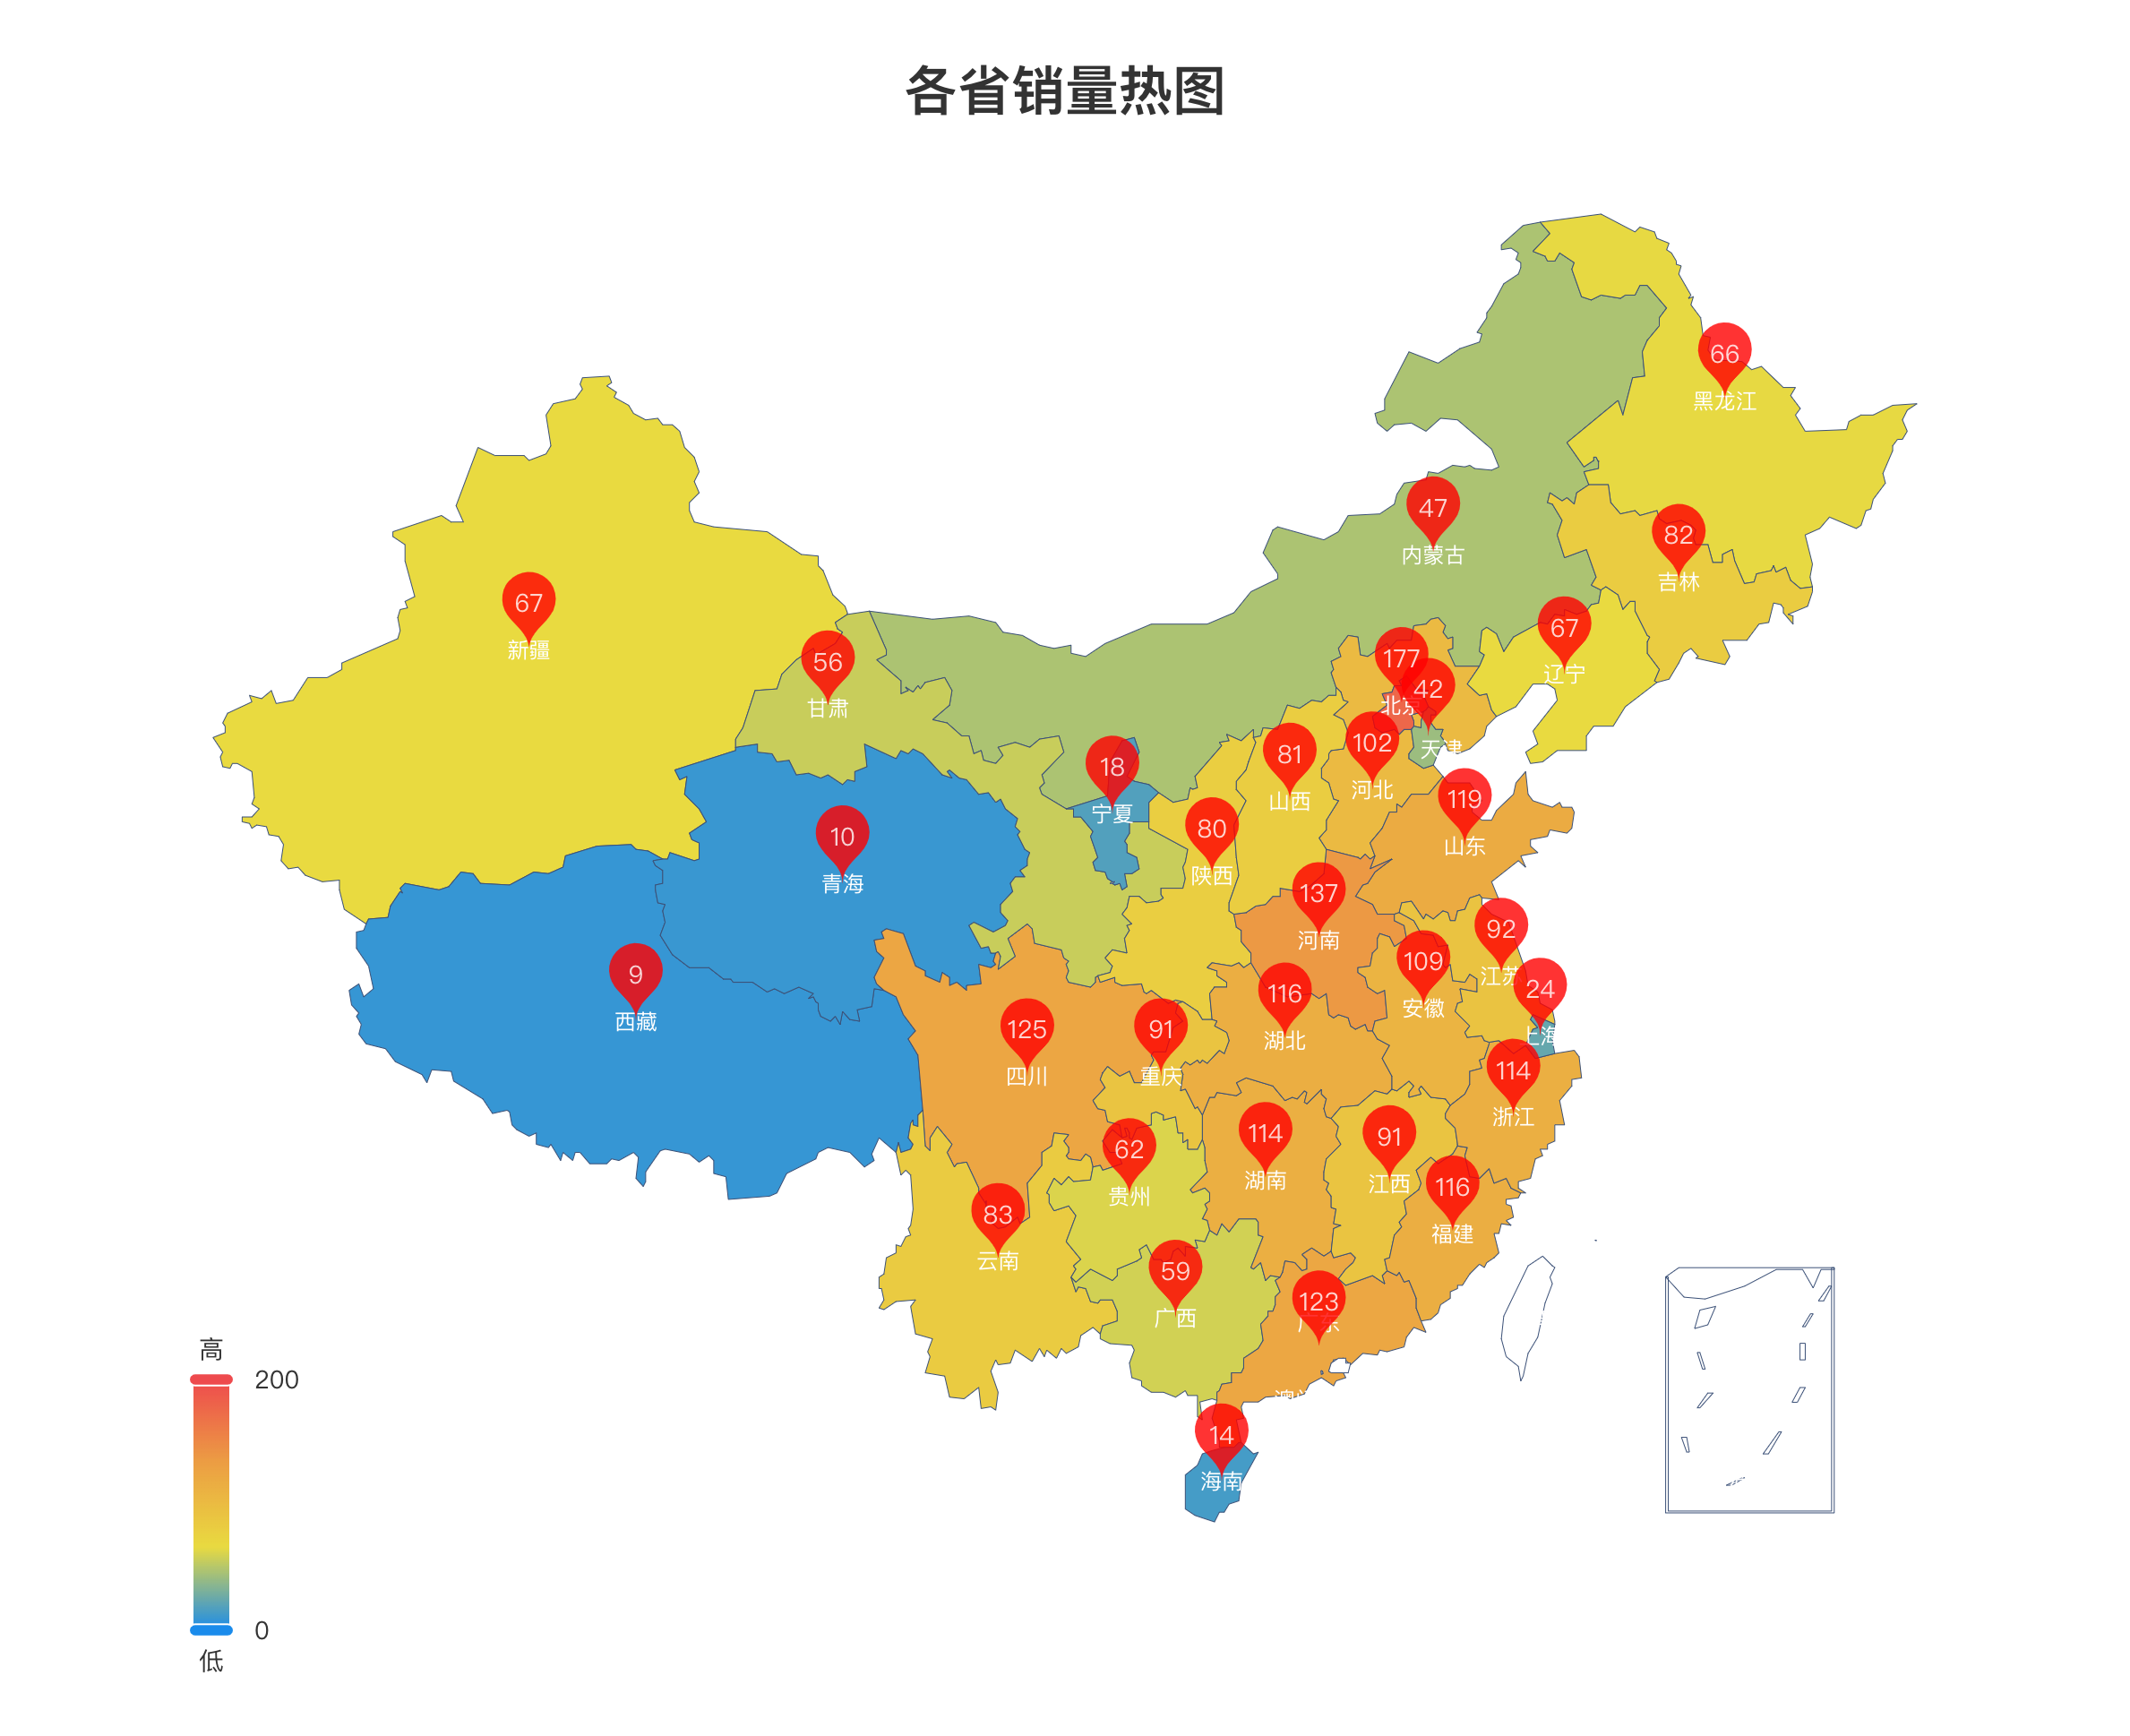 各省销量热图
66
黑龙江
47
内蒙古
82
吉林
67
新疆
67
辽宁
56
甘肃
177
北京
42
天津
102
河北
81
山西
18
宁夏
119
山东
10
青海
80
陕西
137
河南
92
江苏
109
安徽
9
西藏
116
湖北
24
上海
125
四川
91
重庆
114
浙江
114
湖南
91
江西
62
贵州
116
福建
83
云南
59
广西
123
广东
14
海南
高
200
0
低